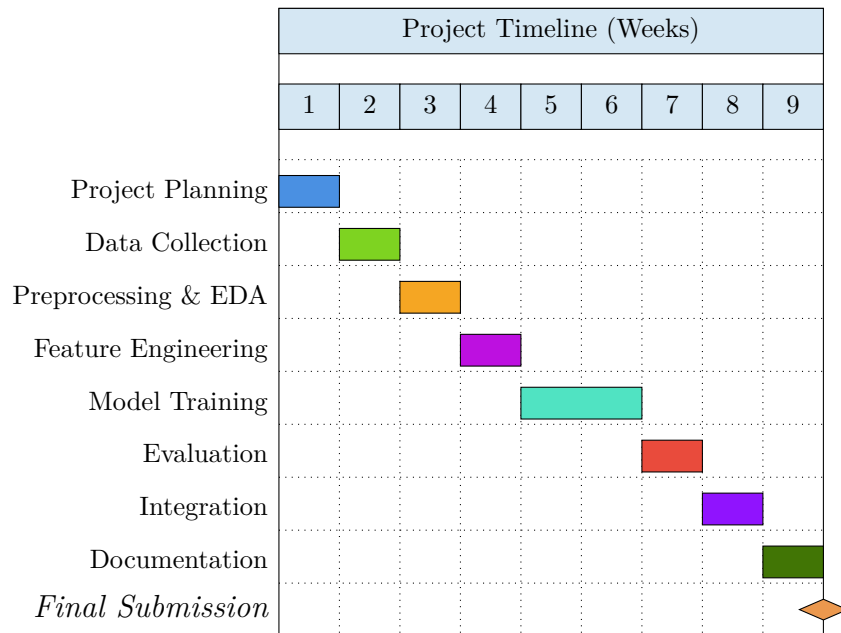 Project Timeline (Weeks)
1 2 3 4 5 6 7 8 9
Project Planning
Data Collection
Preprocessing & EDA
Feature Engineering
Model Training
Evaluation
Integration
Documentation
Final Submission